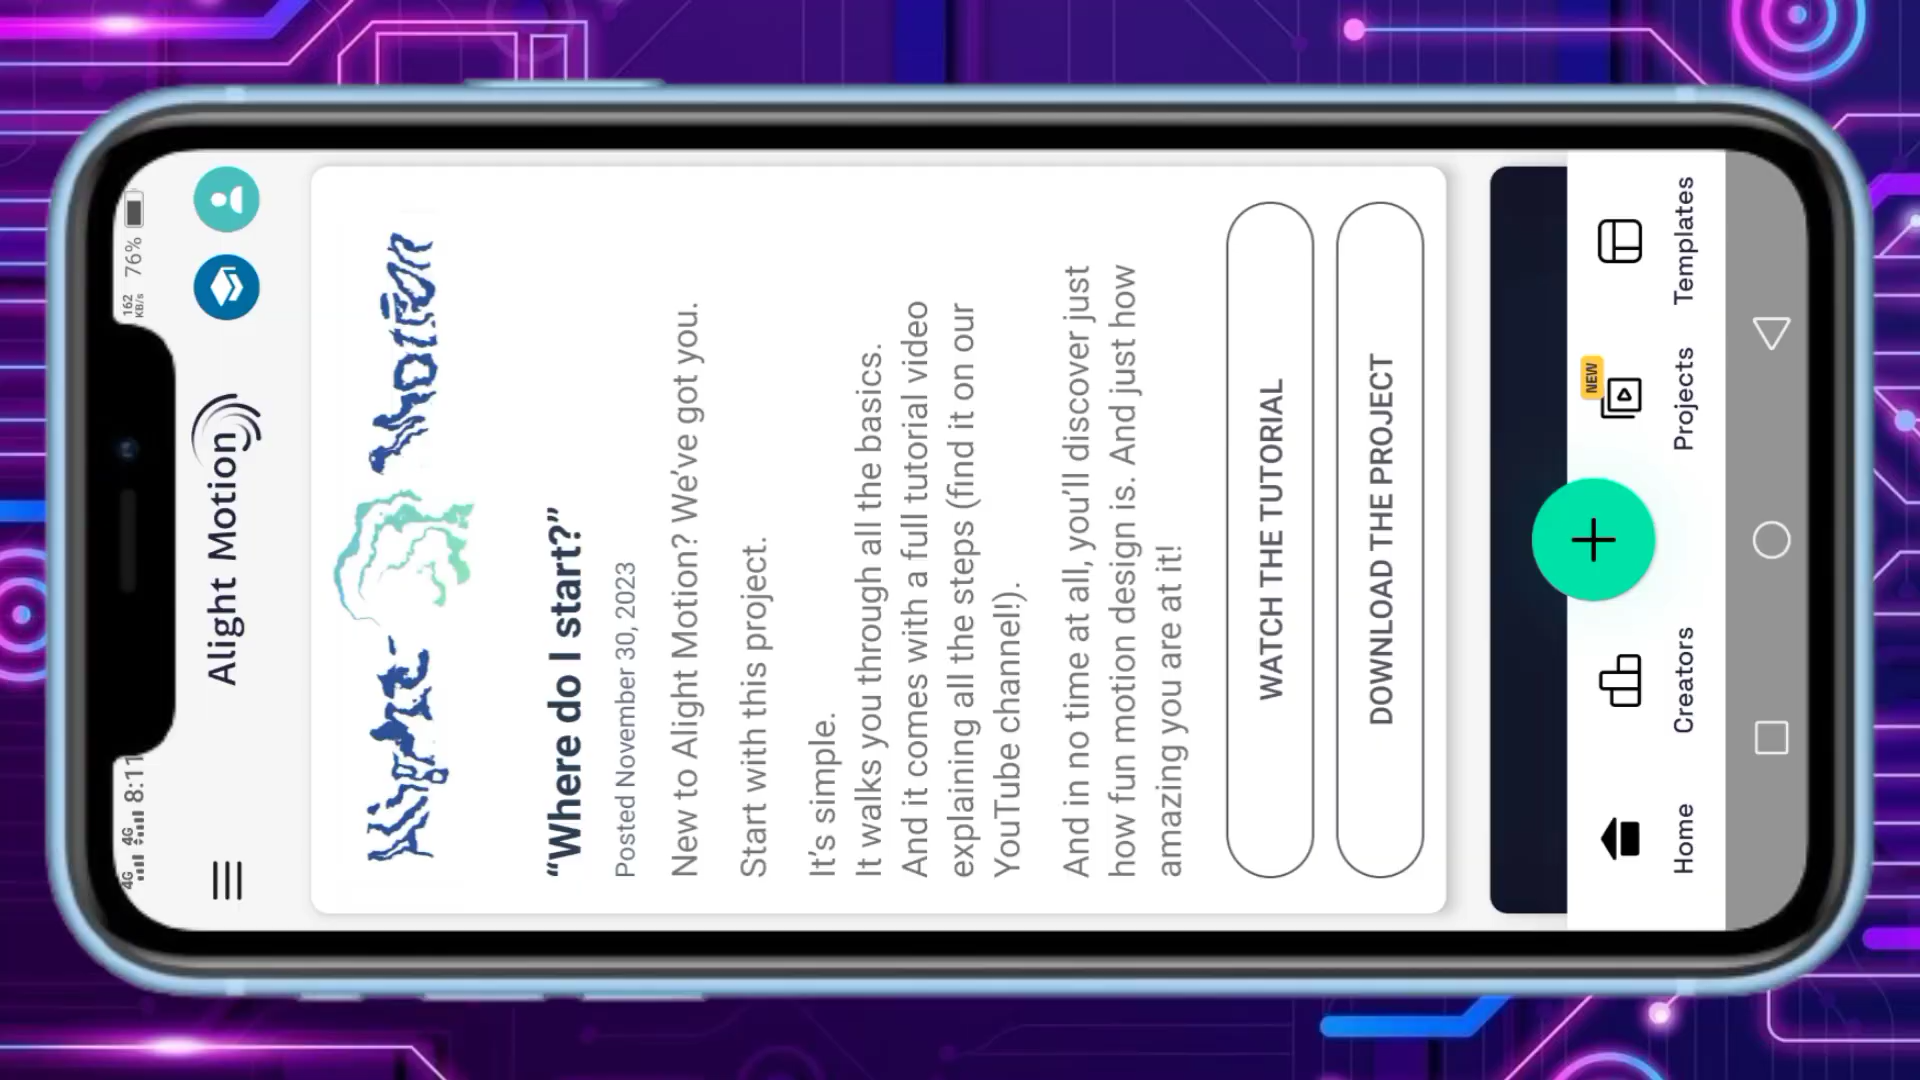 4G 4G 8:11
162 KB/s 76%
Alight Motion
"Where do I start?"
Posted November 30, 2023
New to Alight Motion? We've got you.
Start with this project.
It's simple.
It walks you through all the basics.
And it comes with a full tutorial video
explaining all the steps (find it on our
YouTube channel!).
And in no time at all, you'll discover just
how fun motion design is. And just how
amazing you are at it!
WATCH THE TUTORIAL
DOWNLOAD THE PROJECT
NEW
Home
Creators
Projects
Templates